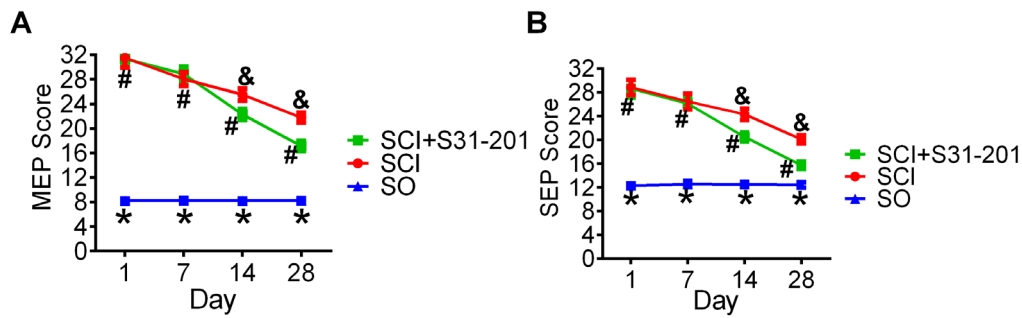 A
MEP Score
32
28
24
20
16
12
8
4
0
# # # #
& &
* * * *
1 7 14 28
Day
SCI+S31-201
SCI
SO
B
SEP Score
32
28
24
20
16
12
8
4
0
# # # #
& &
* * * *
1 7 14 28
Day
SCI+S31-201
SCI
SO